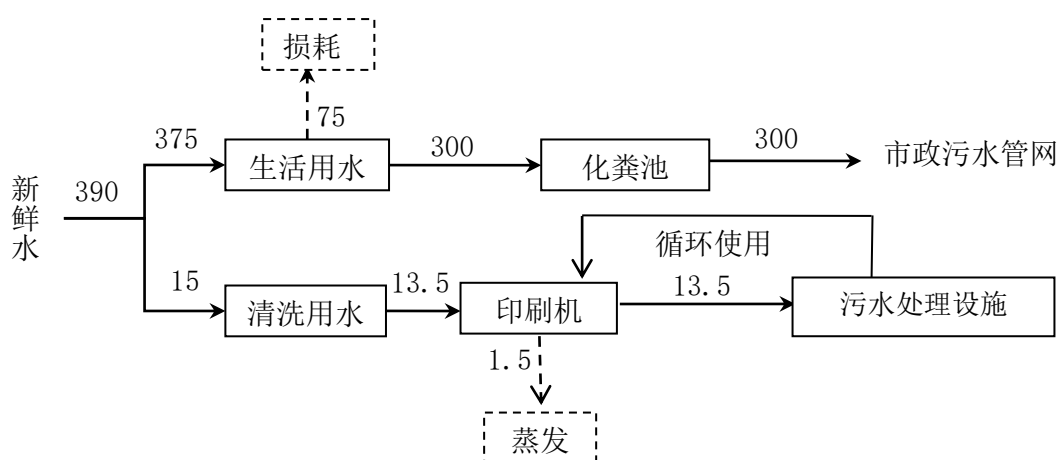 损耗
75
375
生活用水
300
化粪池
300
市政污水管网
新鲜水
390
循环使用
15
清洗用水
13.5
印刷机
13.5
污水处理设施
1.5
蒸发